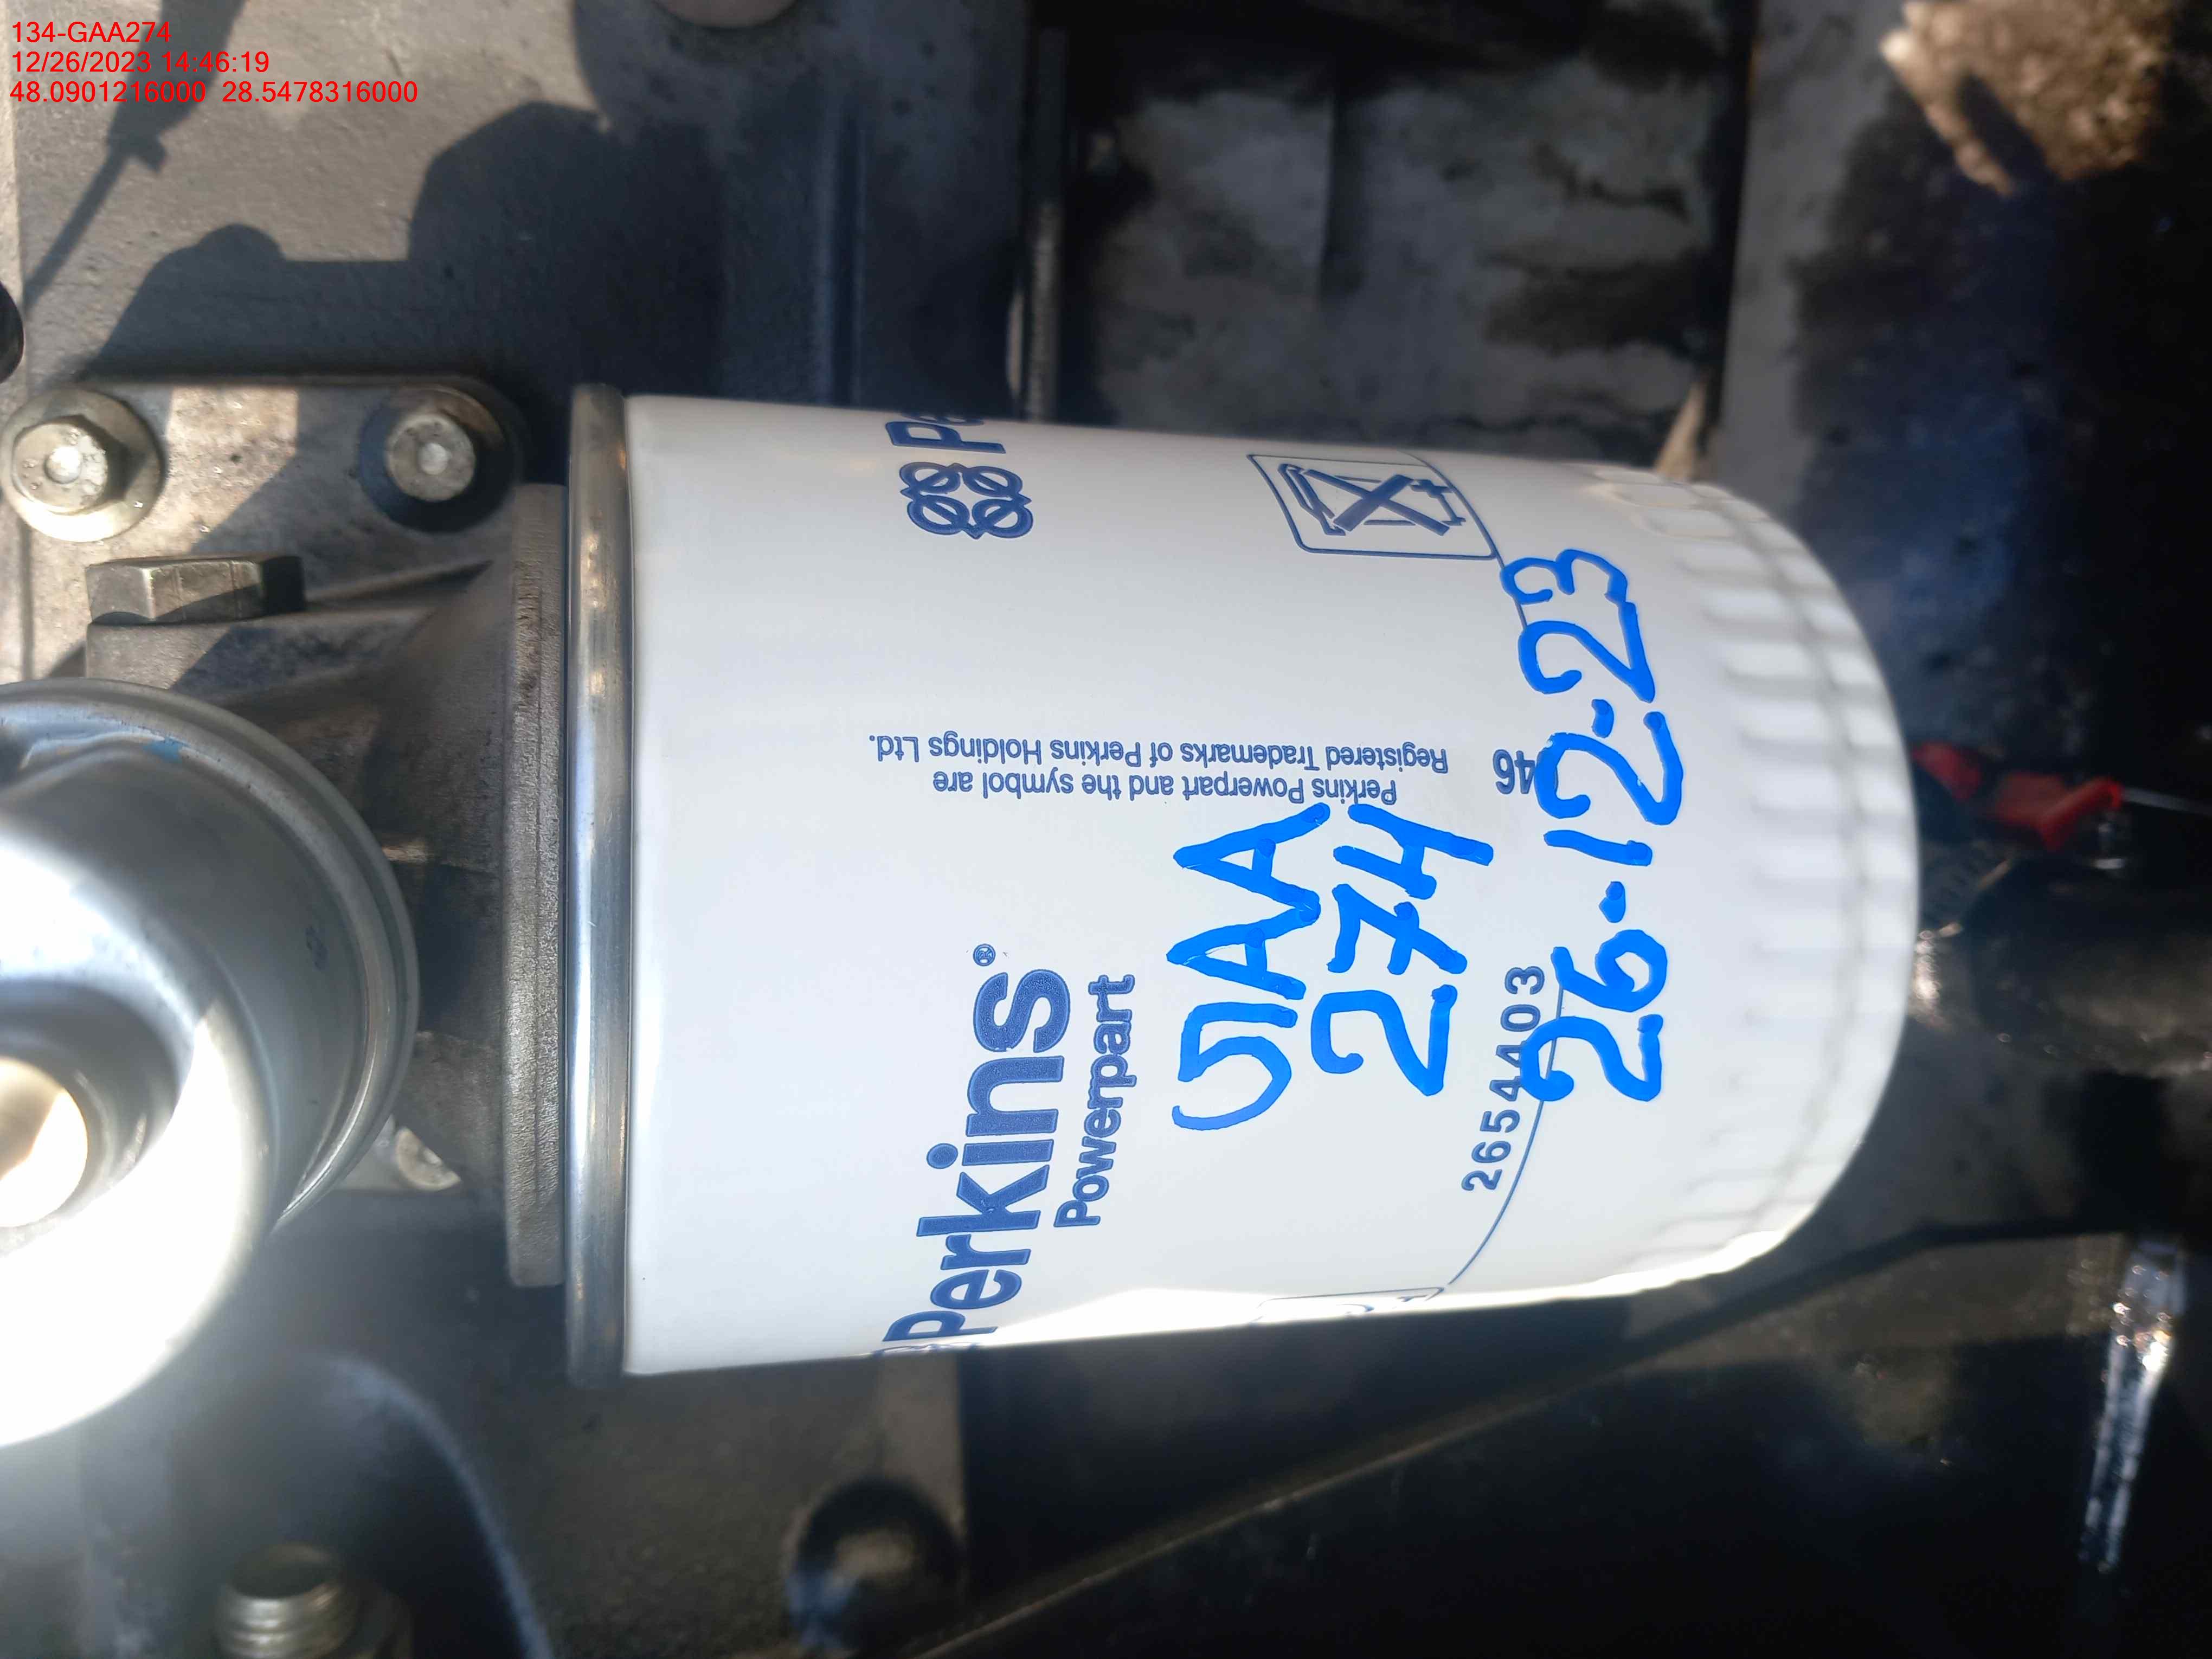 134-GAA274
12/26/2023 14:46:19
48.0901216000 28.5478316000
Perkins®
Powerpart
GAA
274
2654403
26-12-23
Perkins Powerpart and the symbol are
Registered Trademarks of Perkins Holdings Ltd.
46